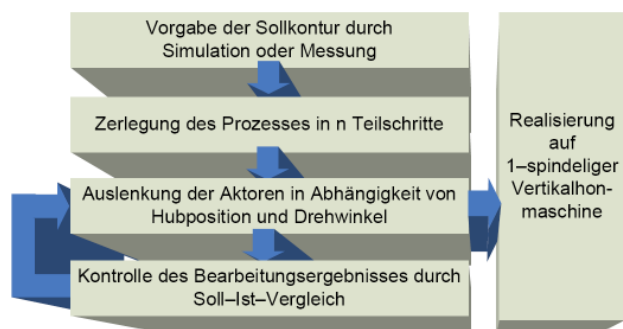 Vorgabe der Sollkontur durch
Simulation oder Messung
Zerlegung des Prozesses in n Teilschritte
Auslenkung der Aktoren in Abhängigkeit von
Hubposition und Drehwinkel
Kontrolle des Bearbeitungsergebnisses durch
Soll–Ist–Vergleich
Realisierung
auf
1–spindeliger
Vertikalhon-
maschine